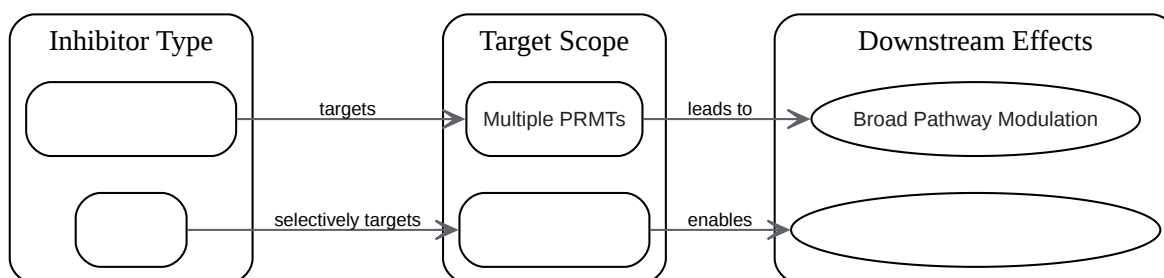 Inhibitor Type
Target Scope
Downstream Effects
targets
Multiple PRMTs
leads to
Broad Pathway Modulation
selectively targets
enables